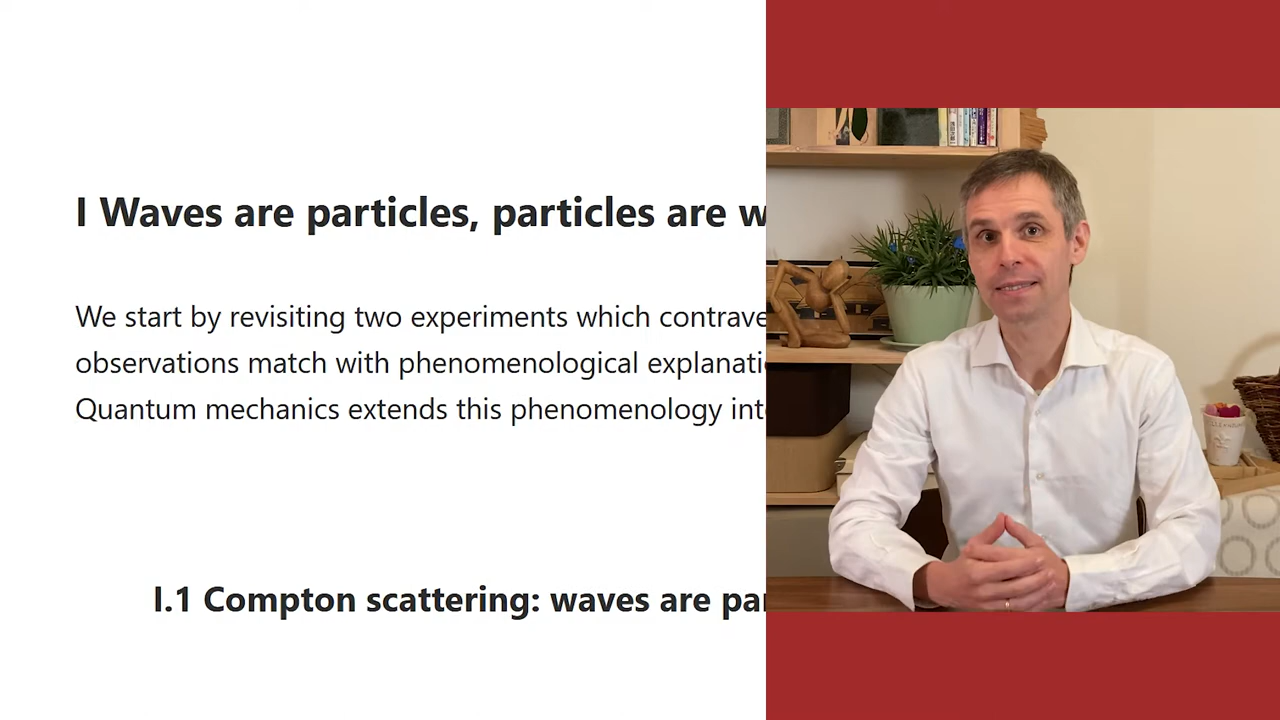 I Waves are particles, particles are w
We start by revisiting two experiments which contrave
observations match with phenomenological explanati
Quantum mechanics extends this phenomenology int
I.1 Compton scattering: waves are pa